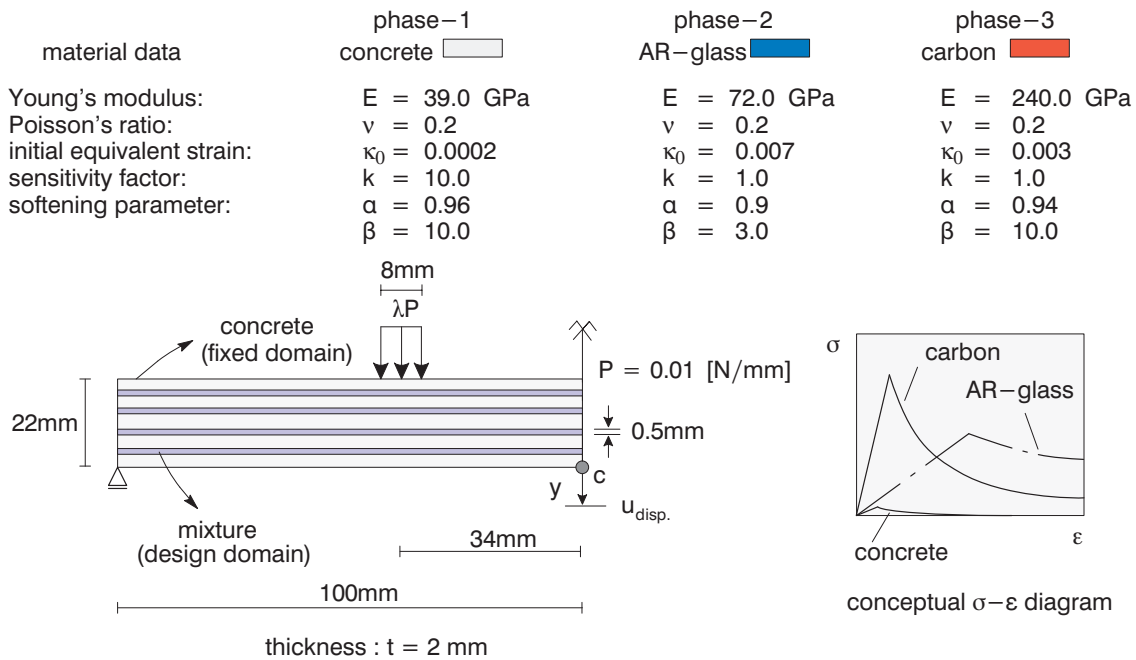 phase−1 phase−2 phase−3
material data concrete AR−glass carbon
Young's modulus: E = 39.0 GPa E = 72.0 GPa E = 240.0 GPa
Poisson's ratio: ν = 0.2 ν = 0.2 ν = 0.2
initial equivalent strain: κ0 = 0.0002 κ0 = 0.007 κ0 = 0.003
sensitivity factor: k = 10.0 k = 1.0 k = 1.0
softening parameter: α = 0.96 α = 0.9 α = 0.94
β = 10.0 β = 3.0 β = 10.0
8mm
λP
concrete
(fixed domain)
P = 0.01 [N/mm]
22mm
0.5mm
c
y
udisp.
mixture
(design domain)
34mm
100mm
thickness : t = 2 mm
σ
carbon
AR−glass
concrete
ε
conceptual σ−ε diagram